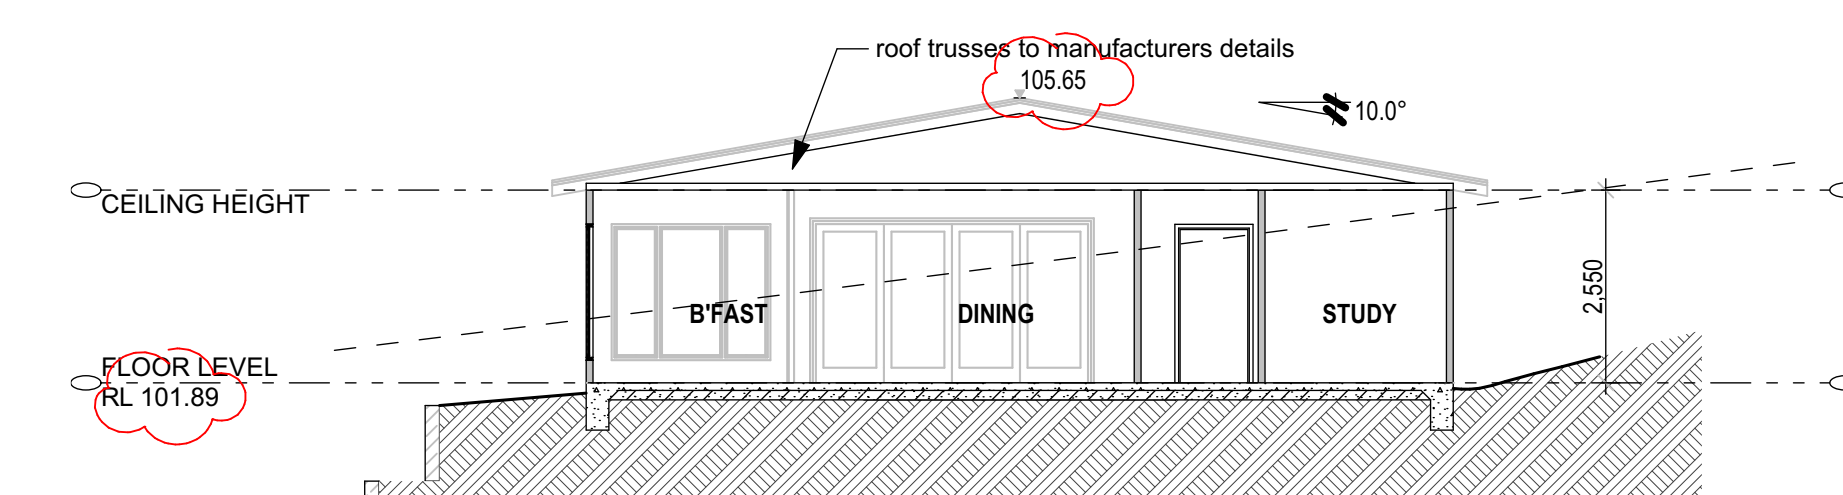 roof trusses to manufacturers details
105.65
10.0°
CEILING HEIGHT
2,550
B'FAST
DINING
STUDY
FLOOR LEVEL
RL 101.89